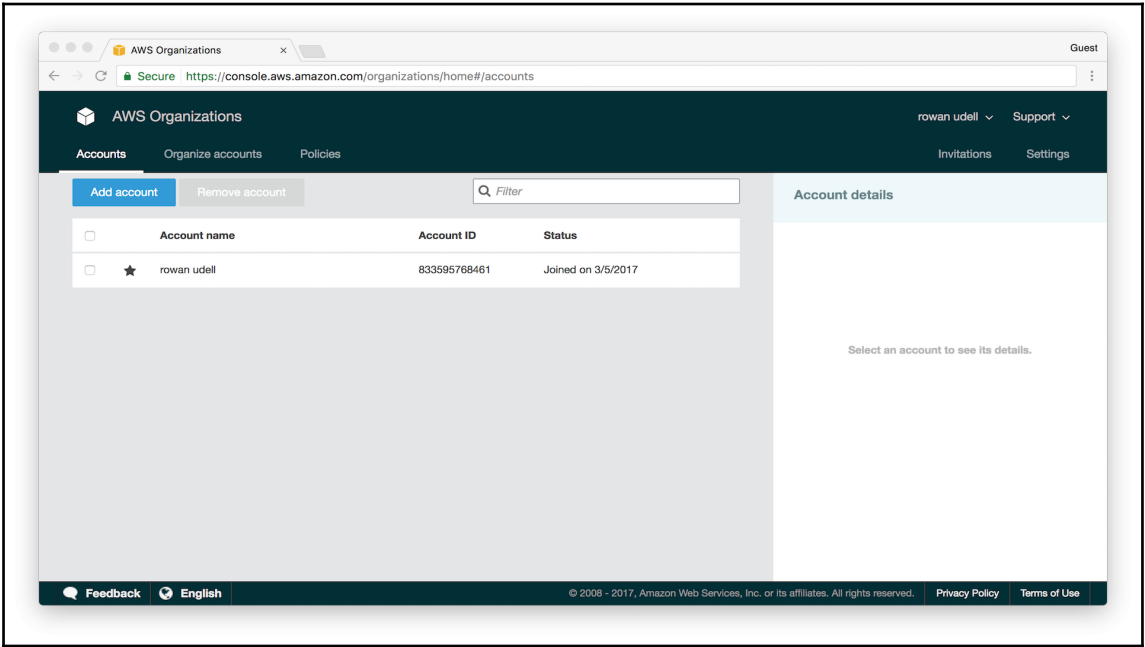 AWS Organizations
Guest
Secure https://console.aws.amazon.com/organizations/home#/accounts
AWS Organizations
rowan udell Support
Accounts Organize accounts Policies
Invitations Settings
Add account Remove account
Filter
Account details
Account name Account ID Status
rowan udell 833595768461 Joined on 3/5/2017
Select an account to see its details.
Feedback English
© 2008 - 2017, Amazon Web Services, Inc. or its affiliates. All rights reserved. Privacy Policy Terms of Use